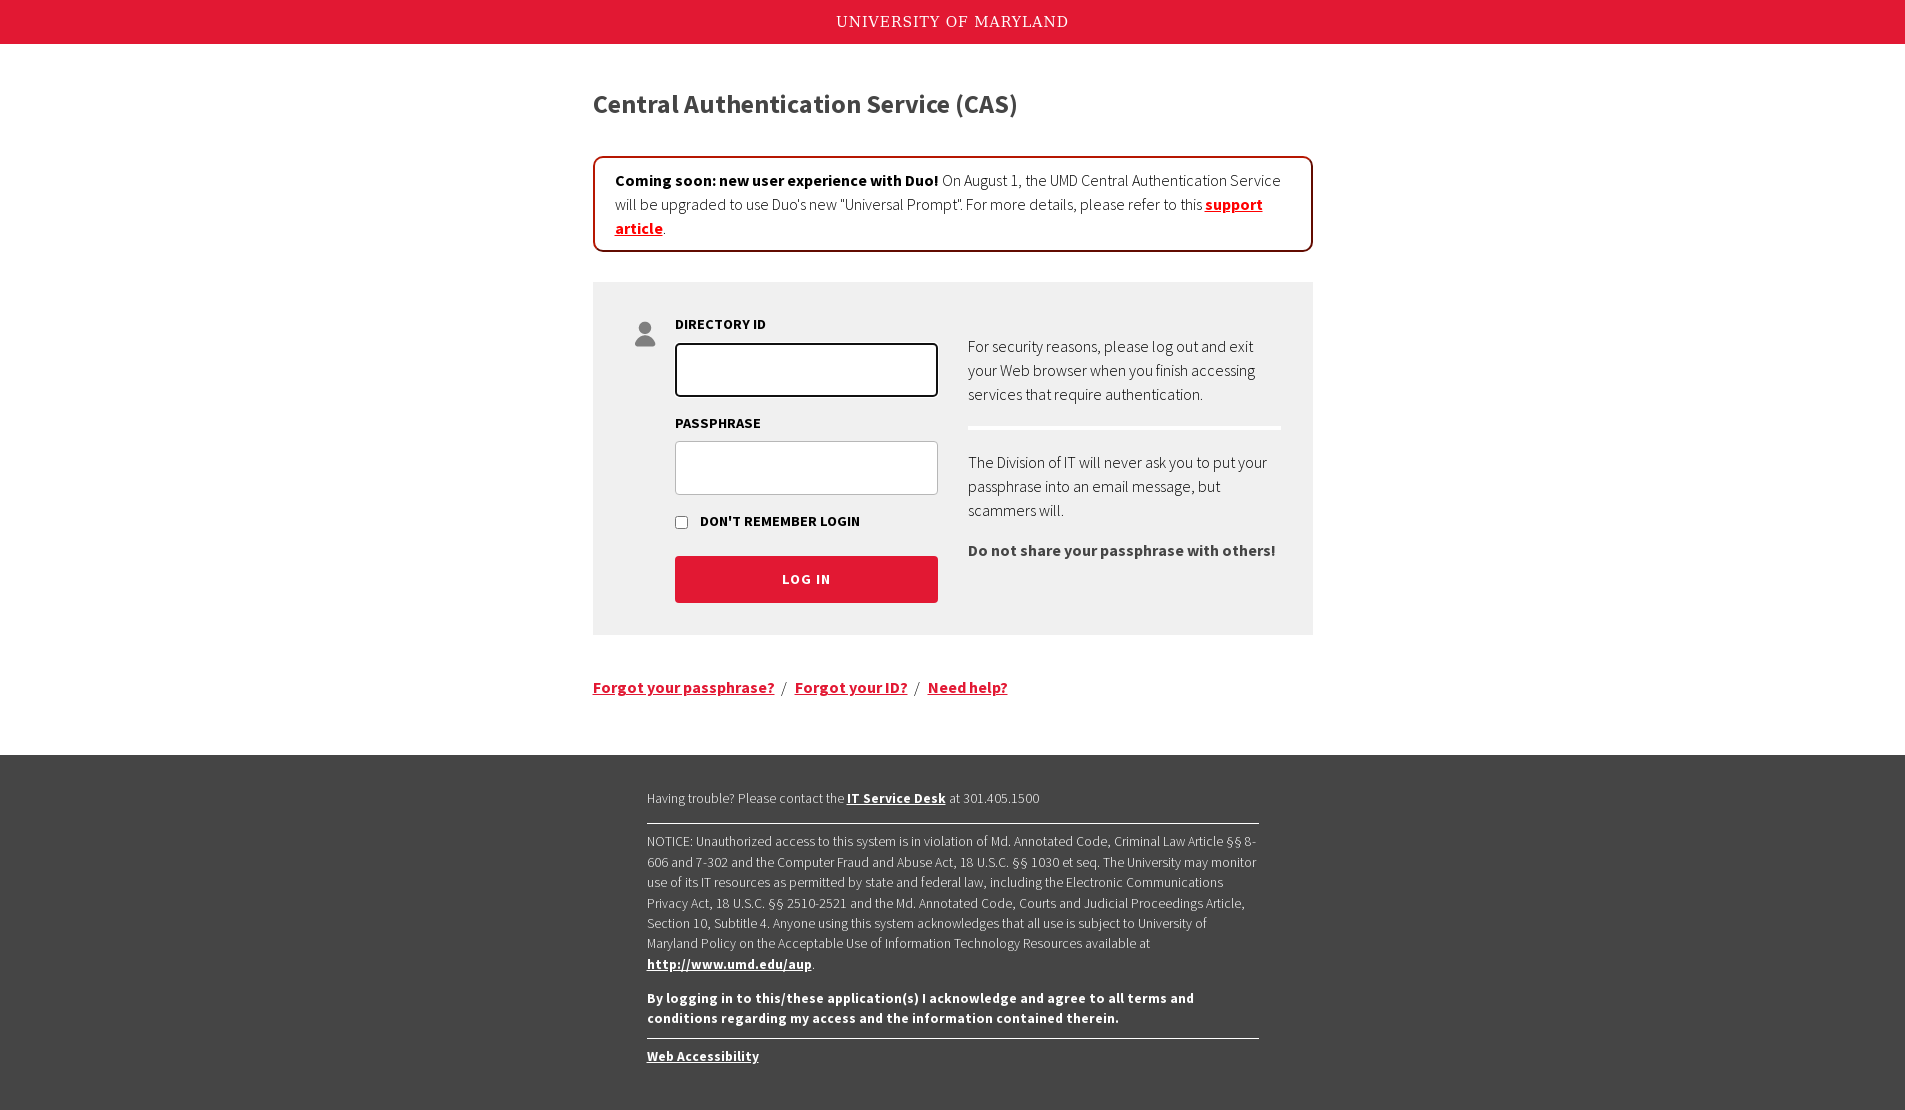 UNIVERSITY OF MARYLAND
Central Authentication Service (CAS)
Coming soon: new user experience with Duo! On August 1, the UMD Central Authentication Service
will be upgraded to use Duo's new "Universal Prompt". For more details, please refer to this support
article.
DIRECTORY ID
PASSPHRASE
DON'T REMEMBER LOGIN
LOG IN
For security reasons, please log out and exit
your Web browser when you finish accessing
services that require authentication.
The Division of IT will never ask you to put your
passphrase into an email message, but
scammers will.
Do not share your passphrase with others!
Forgot your passphrase? / Forgot your ID? / Need help?
Having trouble? Please contact the IT Service Desk at 301.405.1500
NOTICE: Unauthorized access to this system is in violation of Md. Annotated Code, Criminal Law Article §§ 8-
606 and 7-302 and the Computer Fraud and Abuse Act, 18 U.S.C. §§ 1030 et seq. The University may monitor
use of its IT resources as permitted by state and federal law, including the Electronic Communications
Privacy Act, 18 U.S.C. §§ 2510-2521 and the Md. Annotated Code, Courts and Judicial Proceedings Article,
Section 10, Subtitle 4. Anyone using this system acknowledges that all use is subject to University of
Maryland Policy on the Acceptable Use of Information Technology Resources available at
http://www.umd.edu/aup.
By logging in to this/these application(s) I acknowledge and agree to all terms and
conditions regarding my access and the information contained therein.
Web Accessibility